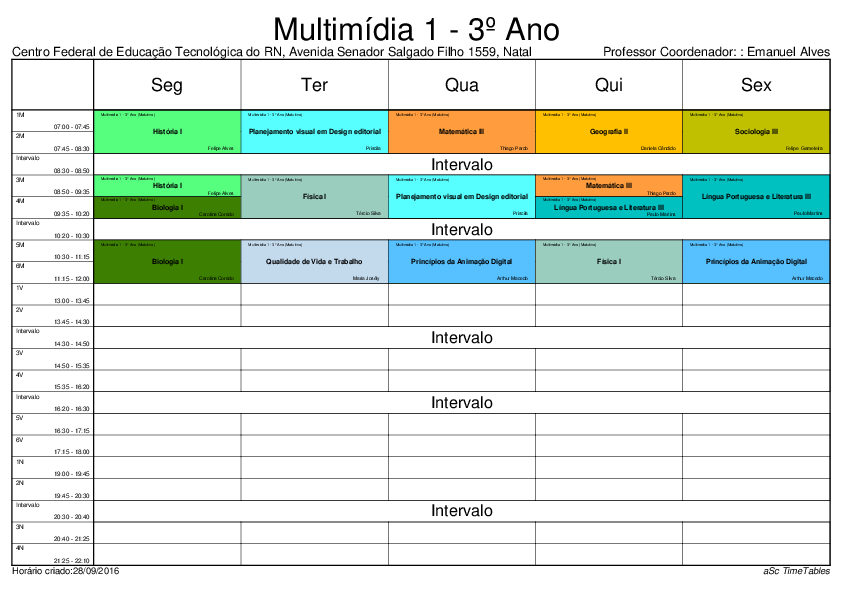 Multimídia 1 - 3º Ano
Centro Federal de Educação Tecnológica do RN, Avenida Senador Salgado Filho 1559, Natal
Professor Coordenador: : Emanuel Alves
Seg Ter Qua Qui Sex
1M
07:00 - 07:45
2M
07:45 - 08:30
Multimídia 1 - 3º Ano (Matutino)
História I
Felipe Alves
Multimídia 1 - 3º Ano (Matutino)
Planejamento visual em Design editorial
Priscila
Multimídia 1 - 3º Ano (Matutino)
Matemática III
Thiago Pardo
Multimídia 1 - 3º Ano (Matutino)
Geografia II
Daniela Cândido
Multimídia 1 - 3º Ano (Matutino)
Sociologia III
Felipe Gameleira
Intervalo
08:30 - 08:50
Intervalo
3M
08:50 - 09:35
4M
09:35 - 10:20
Multimídia 1 - 3º Ano (Matutino)
História I
Felipe Alves
Multimídia 1 - 3º Ano (Matutino)
Biologia I
Multimídia 1 - 3º Ano (Matutino)
Física I
Tércio Silva
Multimídia 1 - 3º Ano (Matutino)
Planejamento visual em Design editorial
Priscila
Multimídia 1 - 3º Ano (Matutino)
Matemática III
Thiago Pardo
Multimídia 1 - 3º Ano (Matutino)
Língua Portuguesa e Literatura III
Paulo Martins
Multimídia 1 - 3º Ano (Matutino)
Língua Portuguesa e Literatura III
Paulo Martins
Intervalo
10:20 - 10:30
Intervalo
5M
10:30 - 11:15
6M
11:15 - 12:00
Multimídia 1 - 3º Ano (Matutino)
Biologia I
Multimídia 1 - 3º Ano (Matutino)
Qualidade de Vida e Trabalho
Multimídia 1 - 3º Ano (Matutino)
Princípios da Animação Digital
Arthur Macedo
Multimídia 1 - 3º Ano (Matutino)
Física I
Tércio Silva
Multimídia 1 - 3º Ano (Matutino)
Princípios da Animação Digital
Arthur Macedo
1V
13:00 - 13:45
2V
13:45 - 14:30
Intervalo
14:30 - 14:50
Intervalo
3V
14:50 - 15:35
4V
15:35 - 16:20
Intervalo
16:20 - 16:30
Intervalo
5V
16:30 - 17:15
6V
17:15 - 18:00
1N
19:00 - 19:45
2N
19:45 - 20:30
Intervalo
20:30 - 20:40
Intervalo
3N
20:40 - 21:25
4N
21:25 - 22:10
Horário criado:28/09/2016
aSc TimeTables